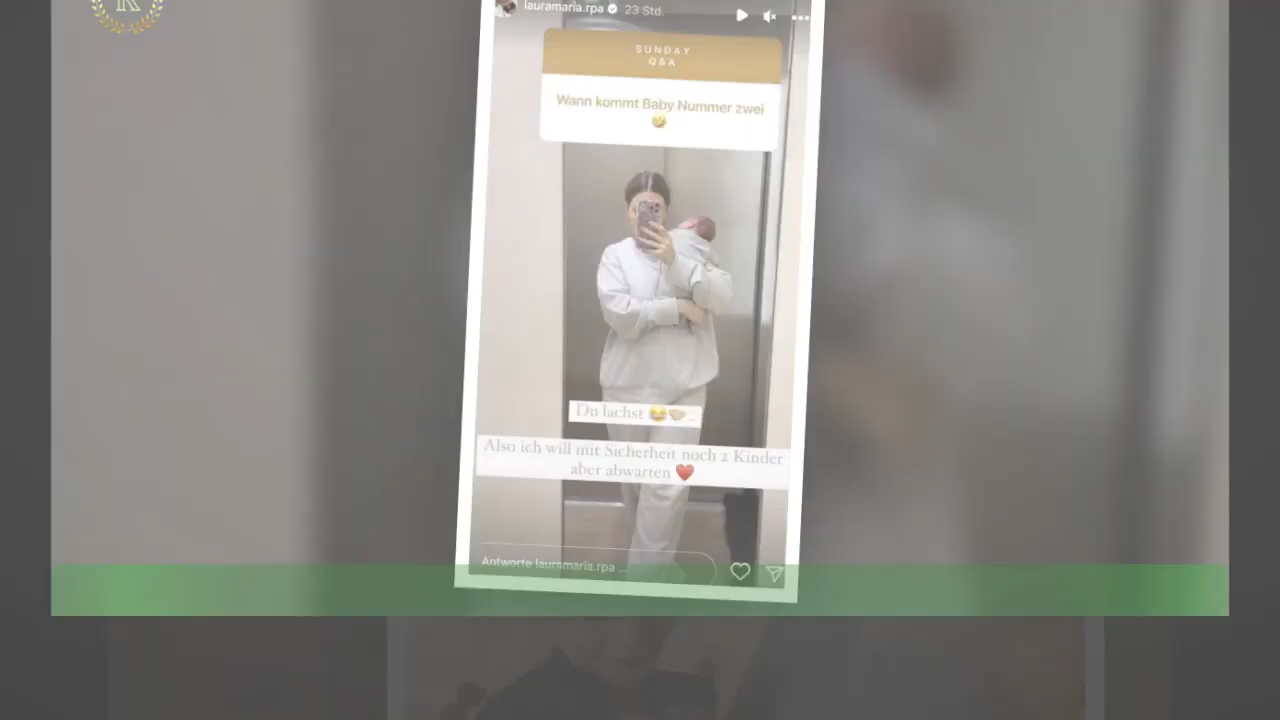 K
lauramaria.rpa 23 Std.
SUNDAY
Q&A
Wann kommt Baby Nummer zwei
🤣
Du lachst 😂🤝🏼..
Also ich will mit Sicherheit noch 2 Kinder
aber abwarten ❤️
Antworte lauramaria.rpa ...